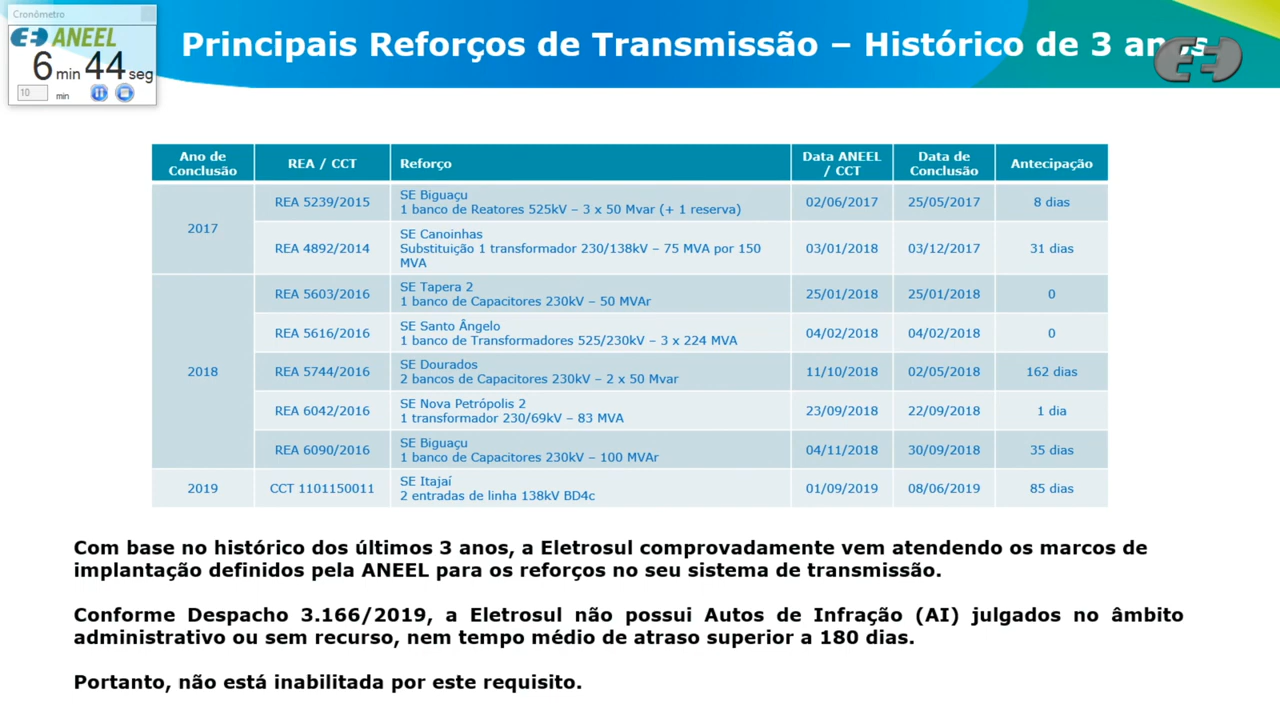 Cronômetro
ANEEL
6 min 44 seg
10 min
Principais Reforços de Transmissão – Histórico de 3 anos
Ano de Conclusão REA / CCT Reforço Data ANEEL / CCT Data de Conclusão Antecipação
2017
REA 5239/2015 SE Biguaçu
1 banco de Reatores 525kV – 3 x 50 Mvar (+ 1 reserva) 02/06/2017 25/05/2017 8 dias
REA 4892/2014 SE Canoinhas
Substituição 1 transformador 230/138kV – 75 MVA por 150
MVA 03/01/2018 03/12/2017 31 dias
2018
REA 5603/2016 SE Tapera 2
1 banco de Capacitores 230kV – 50 MVAr 25/01/2018 25/01/2018 0
REA 5616/2016 SE Santo Ângelo
1 banco de Transformadores 525/230kV – 3 x 224 MVA 04/02/2018 04/02/2018 0
REA 5744/2016 SE Dourados
2 bancos de Capacitores 230kV – 2 x 50 Mvar 11/10/2018 02/05/2018 162 dias
REA 6042/2016 SE Nova Petrópolis 2
1 transformador 230/69kV – 83 MVA 23/09/2018 22/09/2018 1 dia
REA 6090/2016 SE Biguaçu
1 banco de Capacitores 230kV – 100 MVAr 04/11/2018 30/09/2018 35 dias
2019 CCT 1101150011 SE Itajaí
2 entradas de linha 138kV BD4c 01/09/2019 08/06/2019 85 dias
Com base no histórico dos últimos 3 anos, a Eletrosul comprovadamente vem atendendo os marcos de
implantação definidos pela ANEEL para os reforços no seu sistema de transmissão.
Conforme Despacho 3.166/2019, a Eletrosul não possui Autos de Infração (AI) julgados no âmbito
administrativo ou sem recurso, nem tempo médio de atraso superior a 180 dias.
Portanto, não está inabilitada por este requisito.